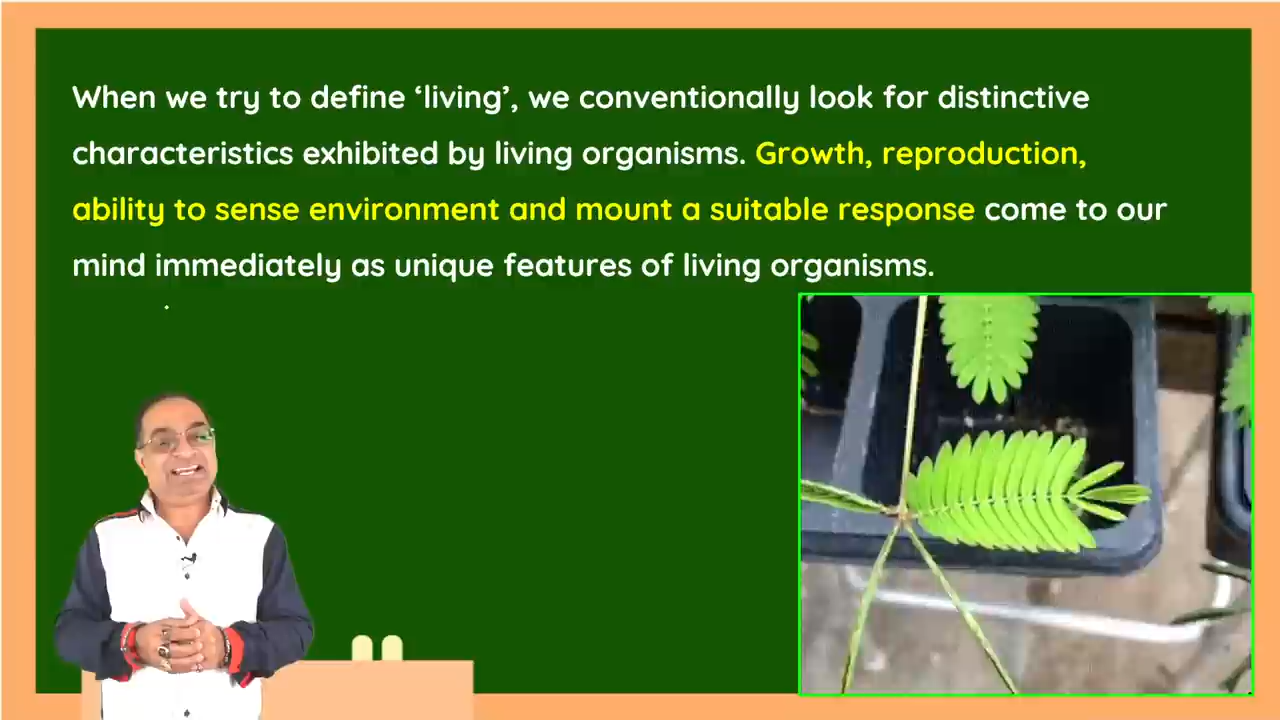 When we try to define ‘living’, we conventionally look for distinctive
characteristics exhibited by living organisms. Growth, reproduction,
ability to sense environment and mount a suitable response come to our
mind immediately as unique features of living organisms.